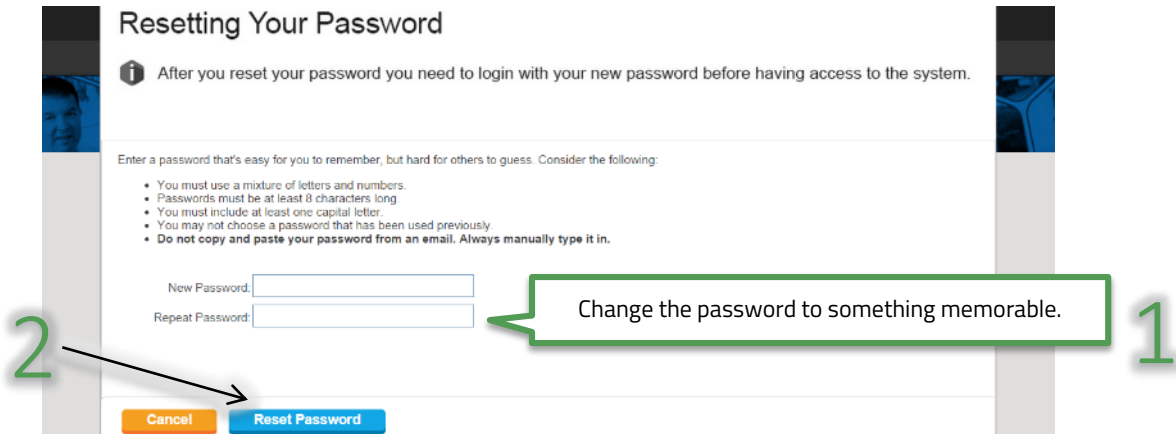 Resetting Your Password
After you reset your password you need to login with your new password before having access to the system.
Enter a password that's easy for you to remember, but hard for others to guess. Consider the following:
• You must use a mixture of letters and numbers.
• Passwords must be at least 8 characters long.
• You must include at least one capital letter.
• You may not choose a password that has been used previously.
• Do not copy and paste your password from an email. Always manually type it in.
New Password:
Repeat Password:
Change the password to something memorable.
1
2
Cancel
Reset Password